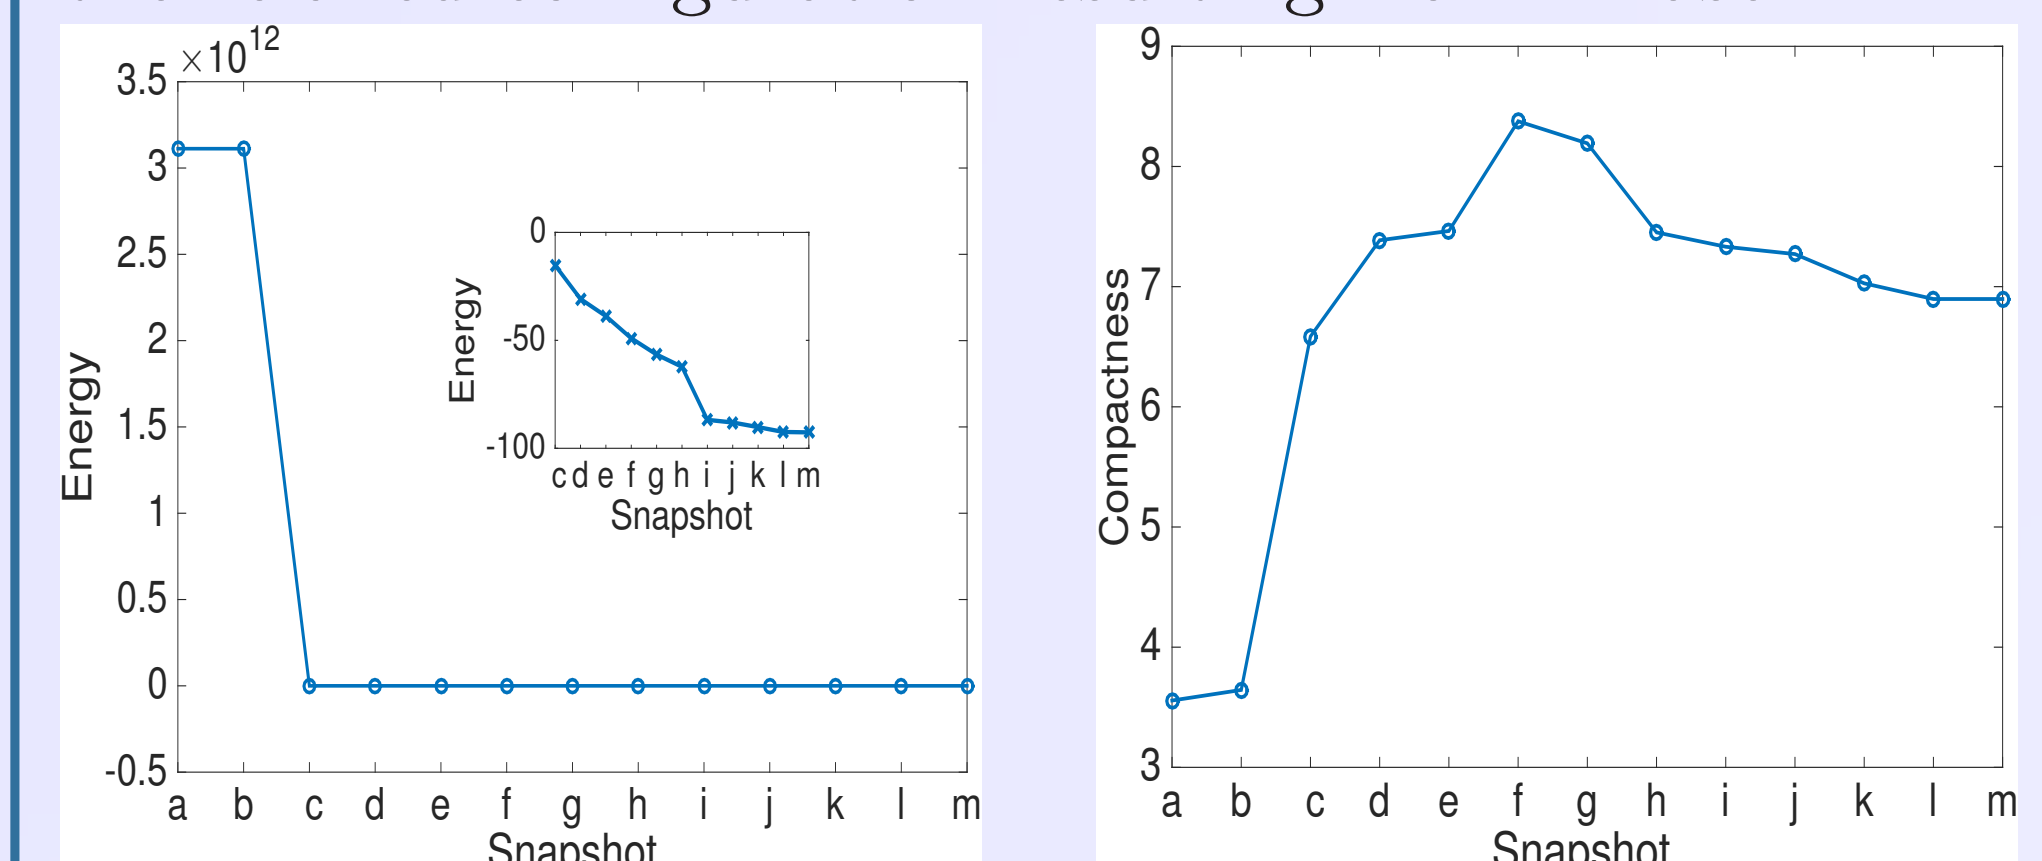 ×10^12
3.5
3
2.5
2
1.5
1
0.5
0
-0.5
Energy
a b c d e f g h i j k l m
Snapshot
0
-50
-100
Energy
c d e f g h i j k l m
Snapshot
9
8
7
6
5
4
3
Compactness
a b c d e f g h i j k l m
Snapshot